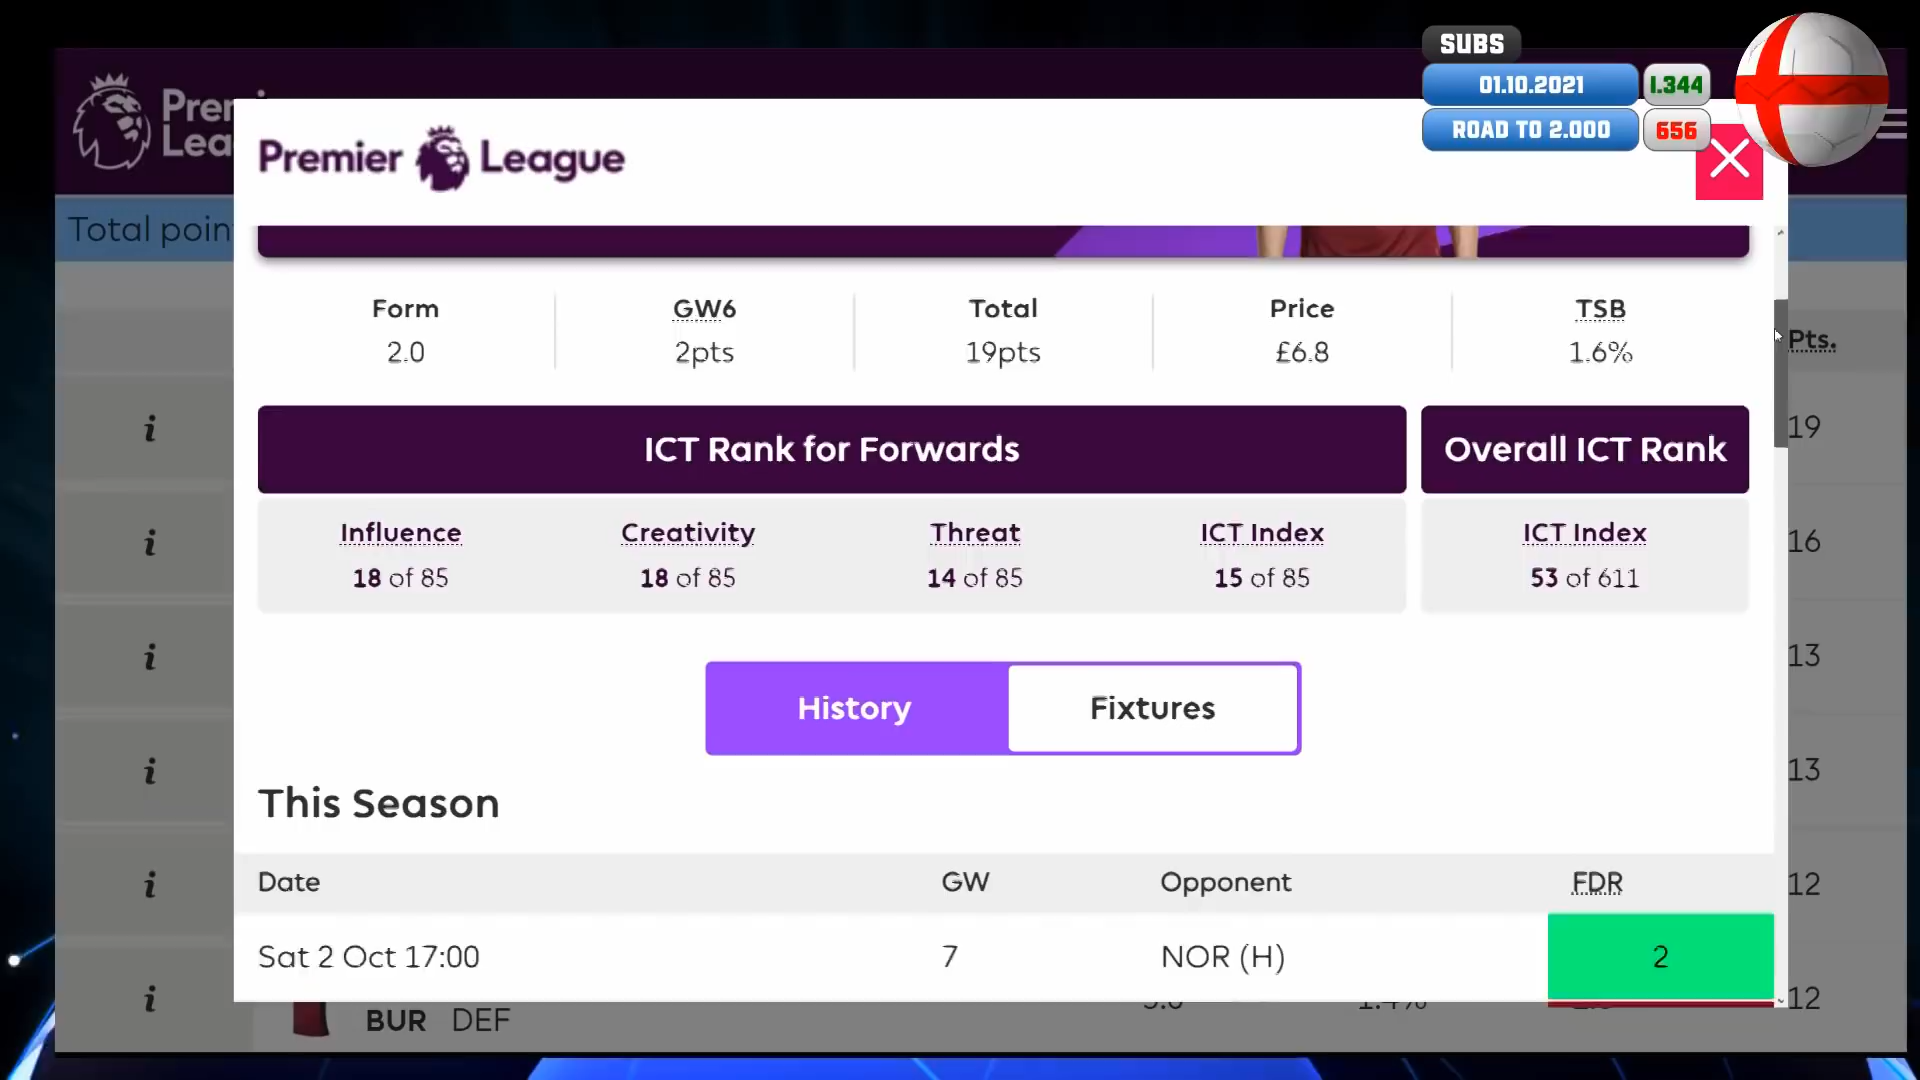 SUBS
01.10.2021 1.344
ROAD TO 2.000 656
Premier League
Total poin
Form GW6 Total Price TSB
2.0 2pts 19pts £6.8 1.6%
Pts.
ICT Rank for Forwards Overall ICT Rank
i 19
Influence Creativity Threat ICT Index ICT Index
i 16
18 of 85 18 of 85 14 of 85 15 of 85 53 of 611
i 13
History Fixtures
i 13
This Season
Date GW Opponent FDR
i 12
Sat 2 Oct 17:00 7 NOR (H) 2
i 12
BUR DEF